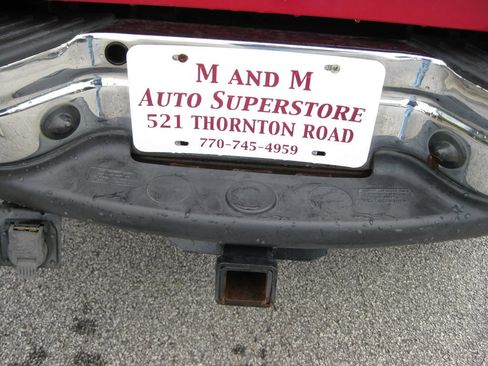 M AND M
AUTO SUPERSTORE
521 THORNTON ROAD
770-745-4959